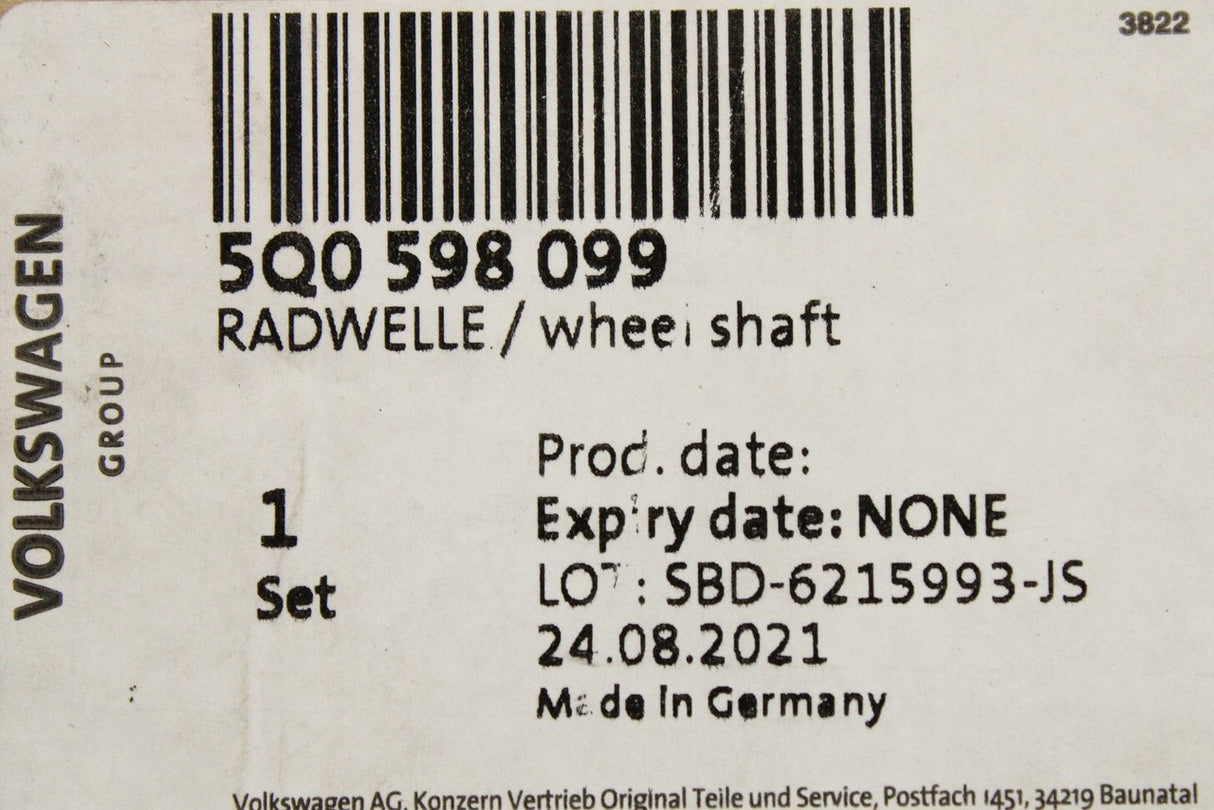 3822
VOLKSWAGEN
GROUP
5Q0 598 099
RADWELLE / wheel shaft
1
Set
Prod. date:
Expiry date: NONE
LOT : SBD-6215993-JS
24.08.2021
Made In Germany
Volkswagen AG, Konzern Vertrieb Original Teile und Service, Postfach 1451, 34219 Baunatal